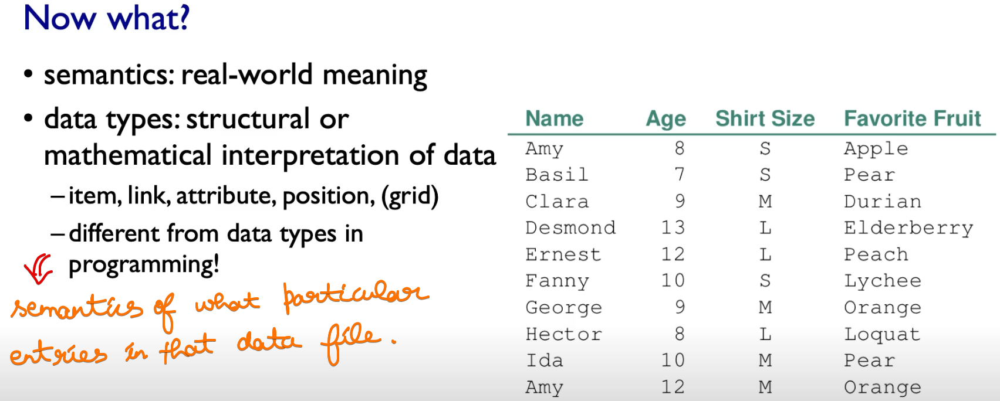 Now what?
• semantics: real-world meaning
• data types: structural or
mathematical interpretation of data
– item, link, attribute, position, (grid)
– different from data types in
programming!
semantics of what particular
entries in that data file.
Name Age Shirt Size Favorite Fruit
Amy 8 S Apple
Basil 7 S Pear
Clara 9 M Durian
Desmond 13 L Elderberry
Ernest 12 L Peach
Fanny 10 S Lychee
George 9 M Orange
Hector 8 L Loquat
Ida 10 M Pear
Amy 12 M Orange